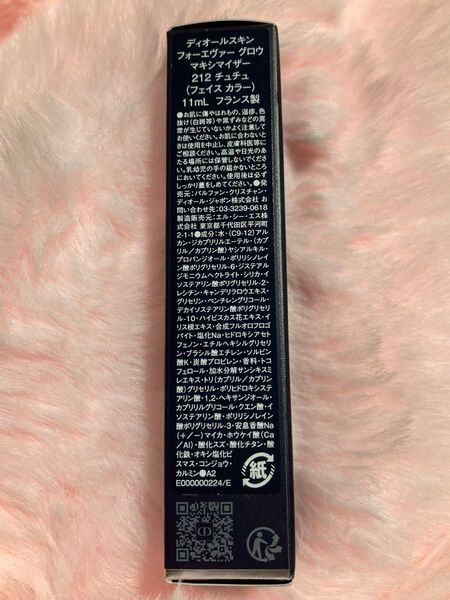 ディオールスキン
フォーエヴァー グロウ
マキシマイザー
212 チュチュ
(フェイス カラー)
11mL フランス製
●お肌に傷やはれもの、湿疹、色
抜け(白斑等)や黒ずみなどの異
常が生じていないかよく注意して
お使いください。お肌に合わないと
きは使用を中止し、皮膚科医等に
ご相談ください。高温や日光のあ
たる場所には保管しないでくださ
い。乳幼児の手の届かないところ
においてください。使用後は必ず
しっかり蓋をしめてください。●発
売元:パルファン・クリスチャン・
ディオール・ジャポン株式会社 お
問い合わせ先:03-3239-0618
製造販売元:エル・シー・エス株
式会社 東京都千代田区平河町
2-1-1●成分:水・(C9-12)アル
カン・ジカプリリルエーテル・(カプ
リル/カプリン酸)ヤシアルキル・
プロパンジオール・ポリリシノレイ
ン酸ポリグリセリル-6・ジステアル
ジモニウムヘクトライト・シリカ・イ
ソステアリン酸ポリグリセリル-2・
レシチン・キャンデリラロウエキス・
グリセリン・ペンチレングリコール・
デカイソステアリン酸ポリグリセリ
ル-10・ハイビスカス花エキス・イ
リス根エキス・合成フルオロフロゴ
パイト・塩化Na・ヒドロキシアセト
フェノン・エチルヘキシルグリセリ
ン・ブラシル酸エチレン・ソルビン
酸K・炭酸プロピレン・香料・トコ
フェロール・加水分解サンシキスミ
レエキス・トリ(カプリル/カプリン
酸)グリセリル・ポリヒドロキシステ
アリン酸・1,2-ヘキサンジオール・
カプリリルグリコール・クエン酸・イ
ソステアリン酸・ポリリシノレイン
酸ポリグリセリル-3・安息香酸Na
(+/-)マイカ・ホウケイ酸(Ca
/Al)・酸化スズ・酸化チタン・酸
化鉄・オキシ塩化ビ
スマス・コンジョウ・
カルミン●A2
E000000224/E
紙
CD